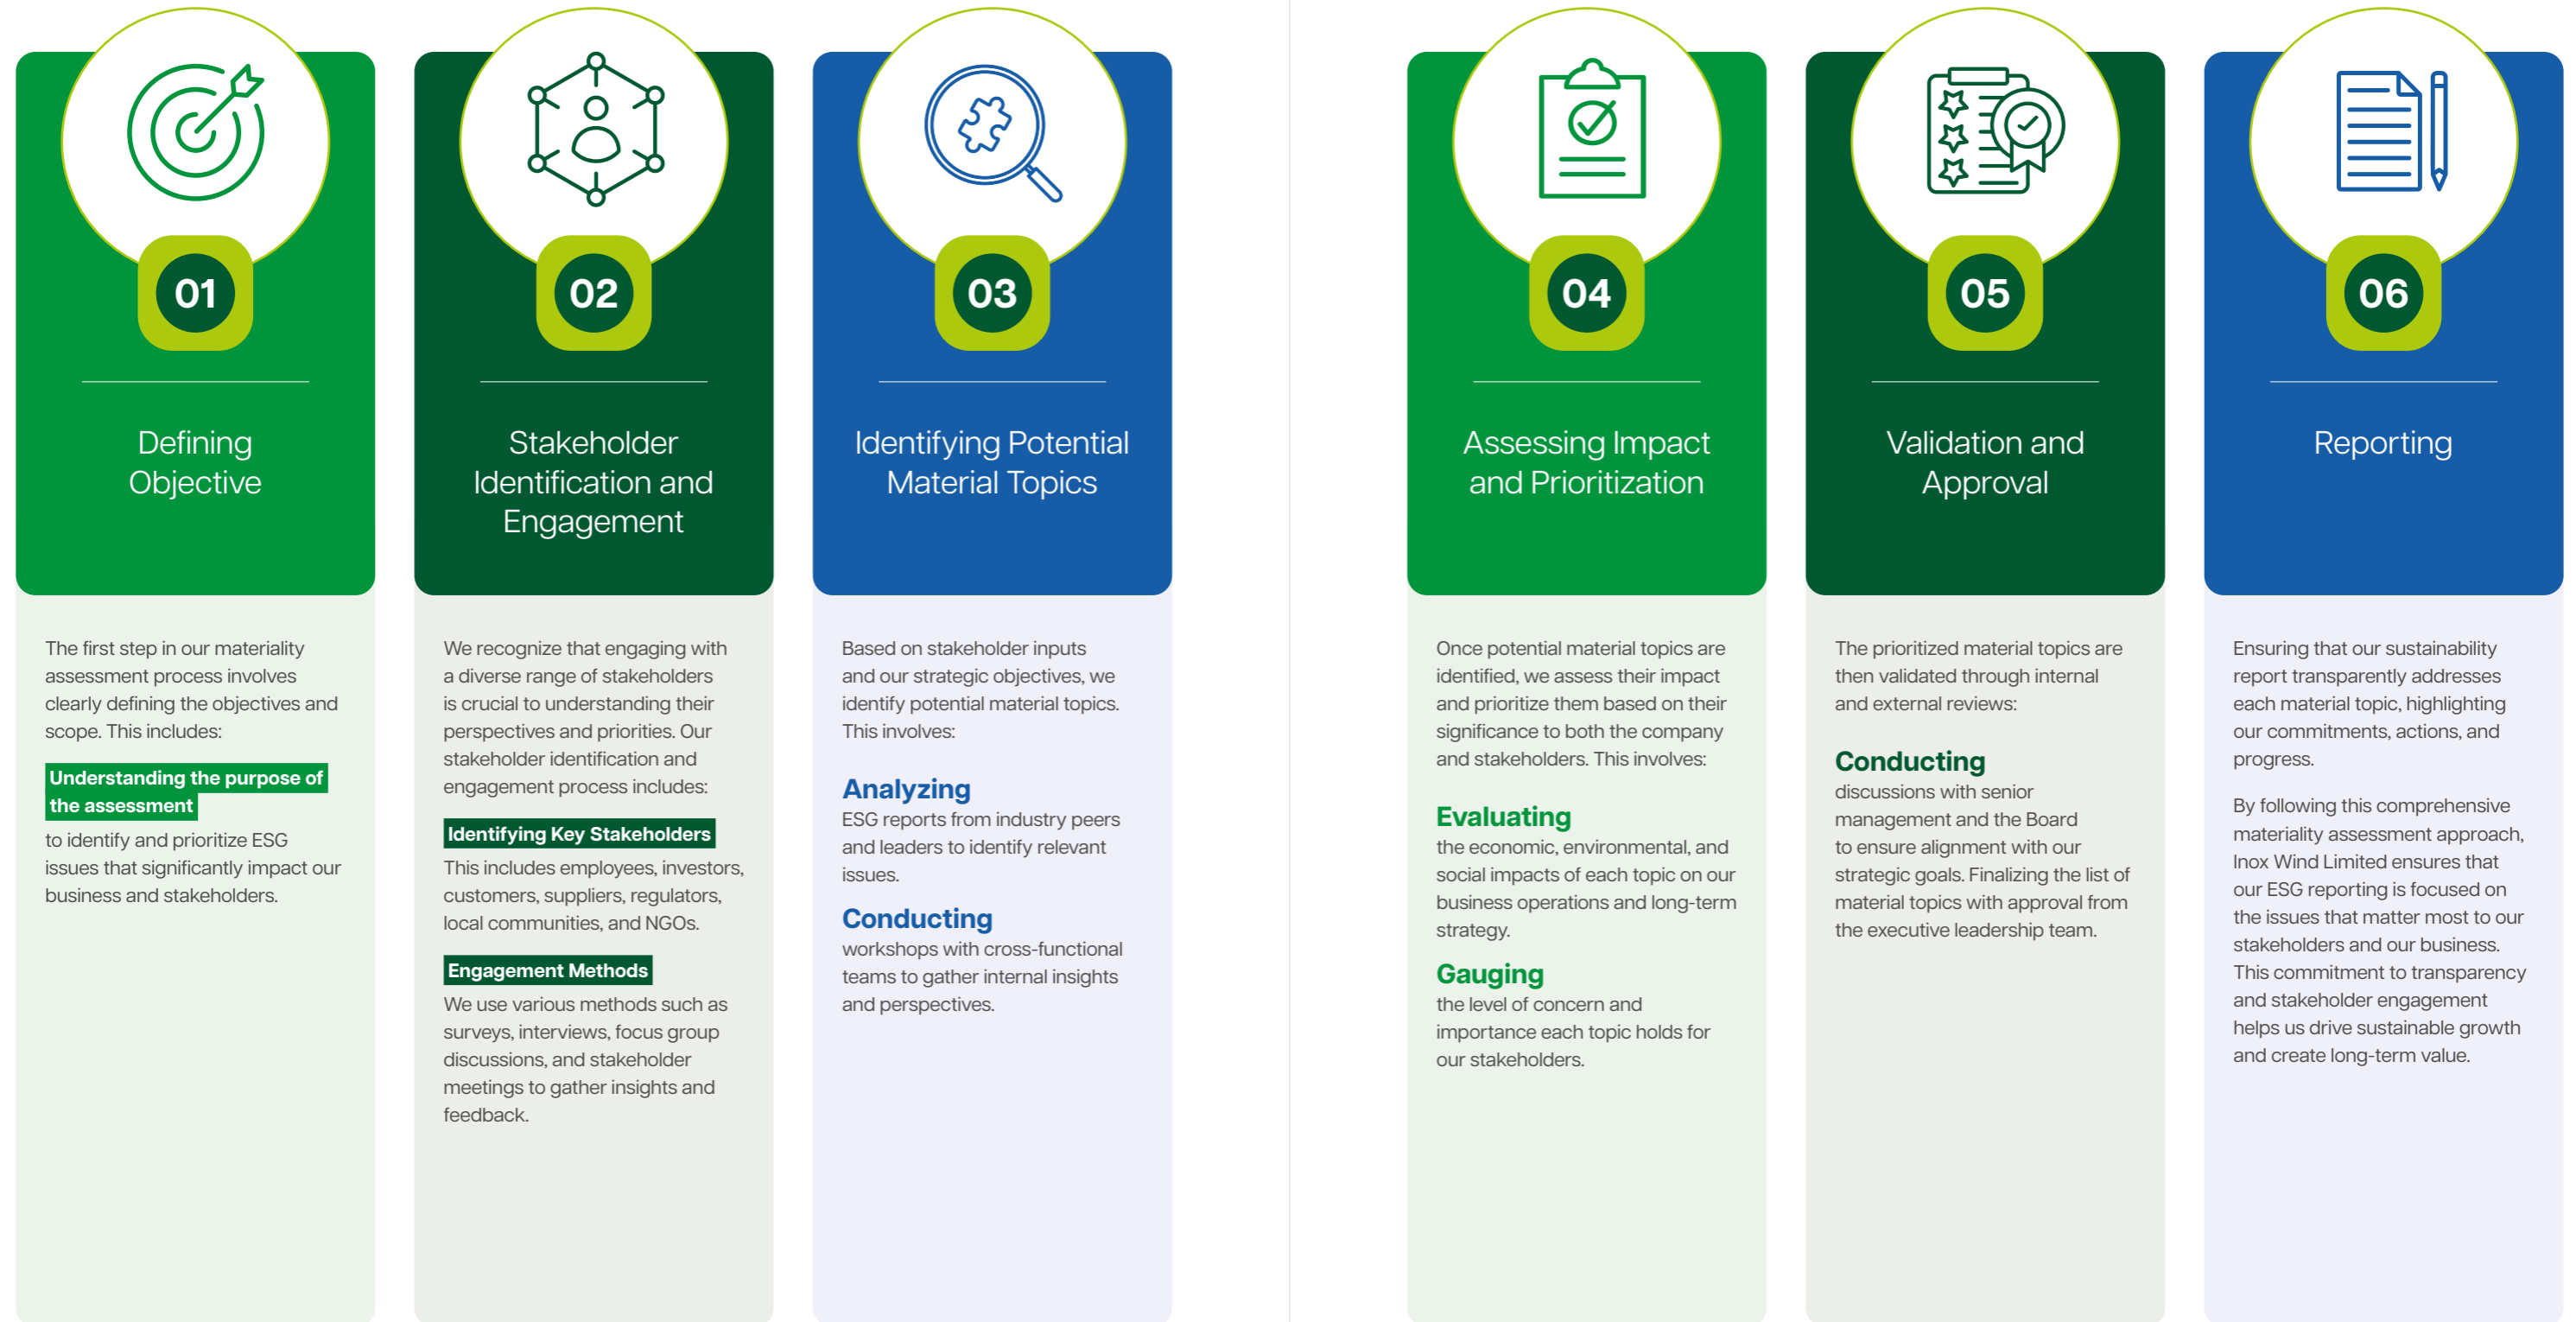 01
Defining
Objective
The first step in our materiality
assessment process involves
clearly defining the objectives and
scope. This includes:
Understanding the purpose of
the assessment
to identify and prioritize ESG
issues that significantly impact our
business and stakeholders.
02
Stakeholder
Identification and
Engagement
We recognize that engaging with
a diverse range of stakeholders
is crucial to understanding their
perspectives and priorities. Our
stakeholder identification and
engagement process includes:
Identifying Key Stakeholders
This includes employees, investors,
customers, suppliers, regulators,
local communities, and NGOs.
Engagement Methods
We use various methods such as
surveys, interviews, focus group
discussions, and stakeholder
meetings to gather insights and
feedback.
03
Identifying Potential
Material Topics
Based on stakeholder inputs
and our strategic objectives, we
identify potential material topics.
This involves:
Analyzing
ESG reports from industry peers
and leaders to identify relevant
issues.
Conducting
workshops with cross-functional
teams to gather internal insights
and perspectives.
04
Assessing Impact
and Prioritization
Once potential material topics are
identified, we assess their impact
and prioritize them based on their
significance to both the company
and stakeholders. This involves:
Evaluating
the economic, environmental, and
social impacts of each topic on our
business operations and long-term
strategy.
Gauging
the level of concern and
importance each topic holds for
our stakeholders.
05
Validation and
Approval
The prioritized material topics are
then validated through internal
and external reviews:
Conducting
discussions with senior
management and the Board
to ensure alignment with our
strategic goals. Finalizing the list of
material topics with approval from
the executive leadership team.
06
Reporting
Ensuring that our sustainability
report transparently addresses
each material topic, highlighting
our commitments, actions, and
progress.
By following this comprehensive
materiality assessment approach,
Inox Wind Limited ensures that
our ESG reporting is focused on
the issues that matter most to our
stakeholders and our business.
This commitment to transparency
and stakeholder engagement
helps us drive sustainable growth
and create long-term value.